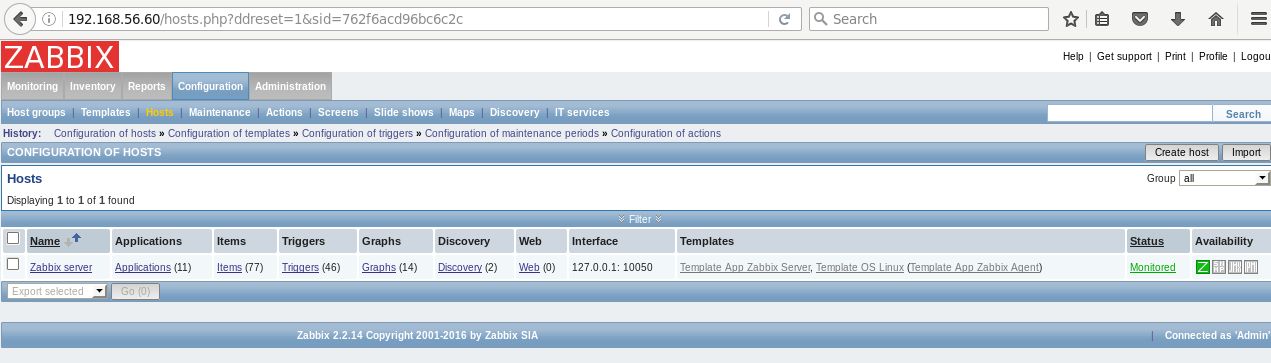 192.168.56.60/hosts.php?ddreset=1&sid=762f6acd96bc6c2c Search
ZABBIX Help | Get support | Print | Profile | Logou
Monitoring Inventory Reports Configuration Administration
Host groups | Templates | Hosts | Maintenance | Actions | Screens | Slide shows | Maps | Discovery | IT services Search
History: Configuration of hosts » Configuration of templates » Configuration of triggers » Configuration of maintenance periods » Configuration of actions
CONFIGURATION OF HOSTS Create host Import
Hosts Group all
Displaying 1 to 1 of 1 found
Filter
Name Applications Items Triggers Graphs Discovery Web Interface Templates Status Availability
Zabbix server Applications (11) Items (77) Triggers (46) Graphs (14) Discovery (2) Web (0) 127.0.0.1: 10050 Template App Zabbix Server, Template OS Linux (Template App Zabbix Agent) Monitored Z
Export selected Go (0)
Zabbix 2.2.14 Copyright 2001-2016 by Zabbix SIA | Connected as 'Admin'